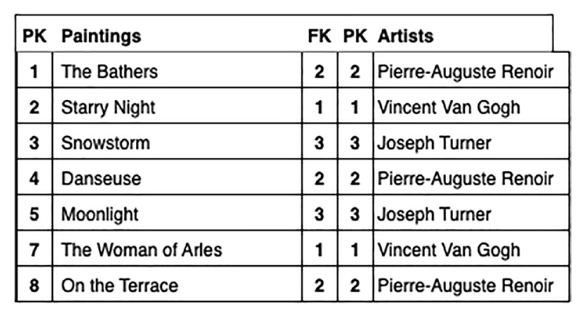 PK Paintings FK PK Artists
1 The Bathers 2 2 Pierre-Auguste Renoir
2 Starry Night 1 1 Vincent Van Gogh
3 Snowstorm 3 3 Joseph Turner
4 Danseuse 2 2 Pierre-Auguste Renoir
5 Moonlight 3 3 Joseph Turner
7 The Woman of Arles 1 1 Vincent Van Gogh
8 On the Terrace 2 2 Pierre-Auguste Renoir